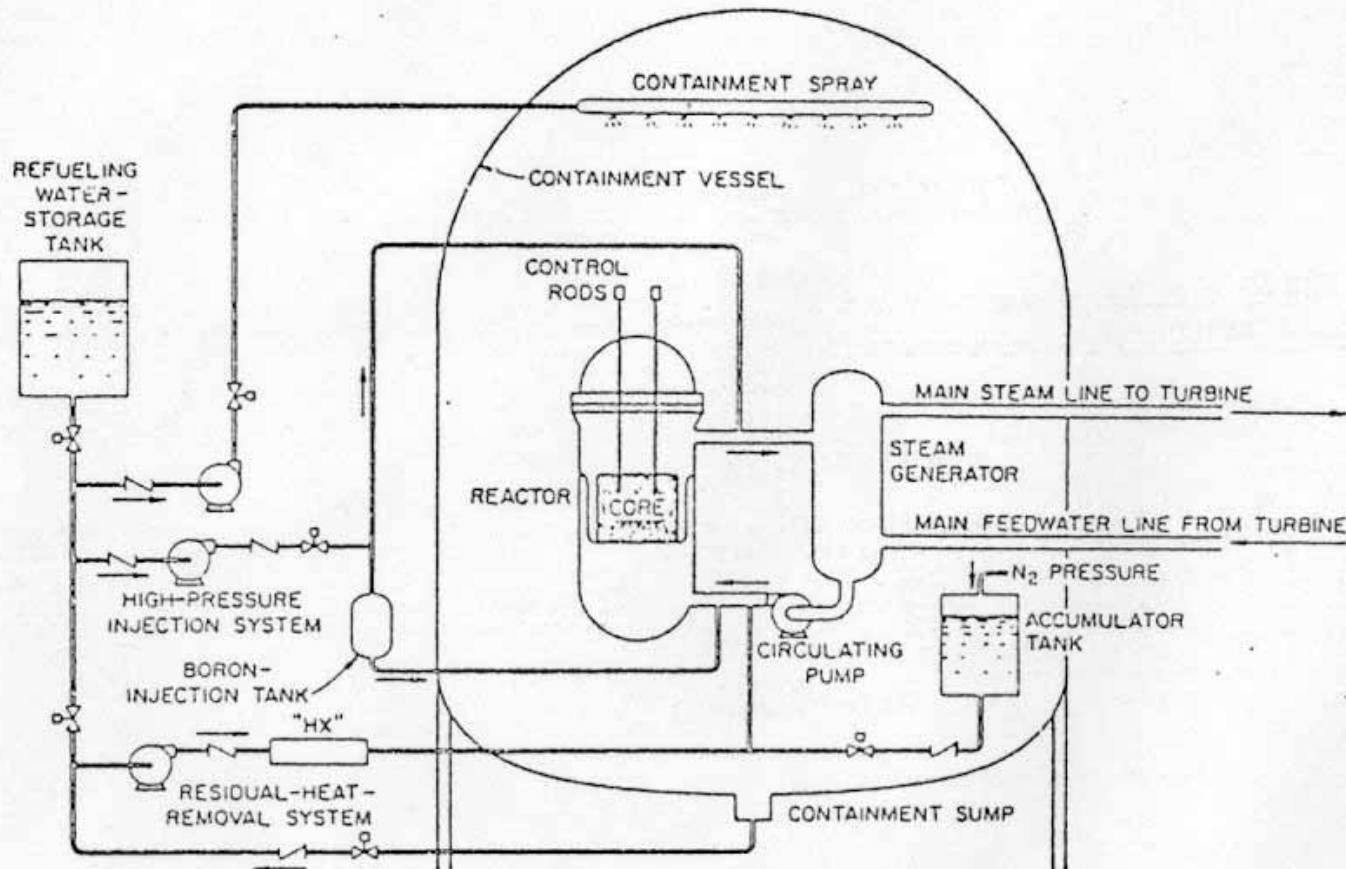 CONTAINMENT SPRAY
REFUELING
WATER-
STORAGE
TANK
CONTAINMENT VESSEL
CONTROL
RODS
MAIN STEAM LINE TO TURBINE
STEAM
GENERATOR
REACTOR
CORE
MAIN FEEDWATER LINE FROM TURBINE
N₂ PRESSURE
HIGH-PRESSURE
INJECTION SYSTEM
ACCUMULATOR
TANK
CIRCULATING
PUMP
BORON-
INJECTION TANK
"HX"
RESIDUAL-HEAT-
REMOVAL SYSTEM
CONTAINMENT SUMP